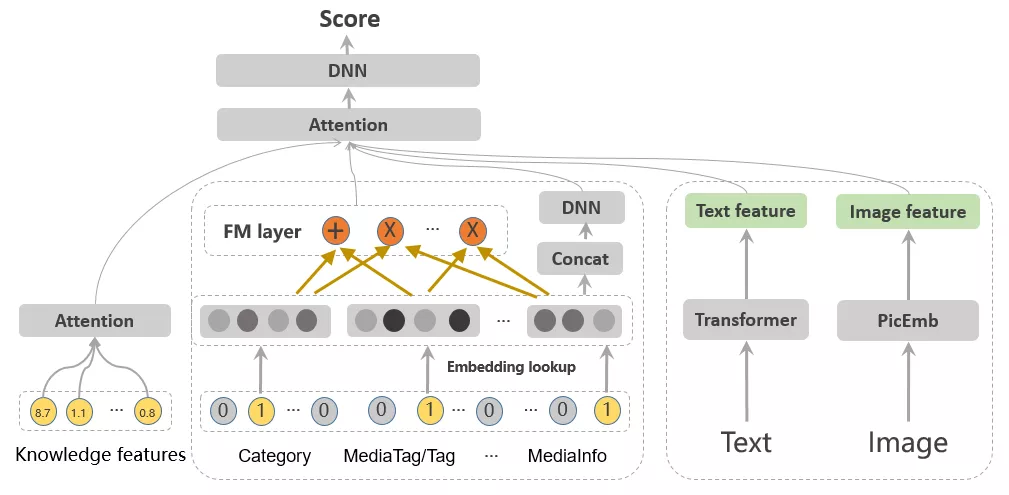 Score
DNN
Attention
Text feature
Image feature
DNN
FM layer
+ X ... X
Concat
Attention
...
Transformer
PicEmb
Embedding lookup
8.7 1.1 ... 0.8
0 1 ... 0 0 1 ... 0 ... 0 1
Text
Image
Knowledge features
Category MediaTag/Tag ... MediaInfo